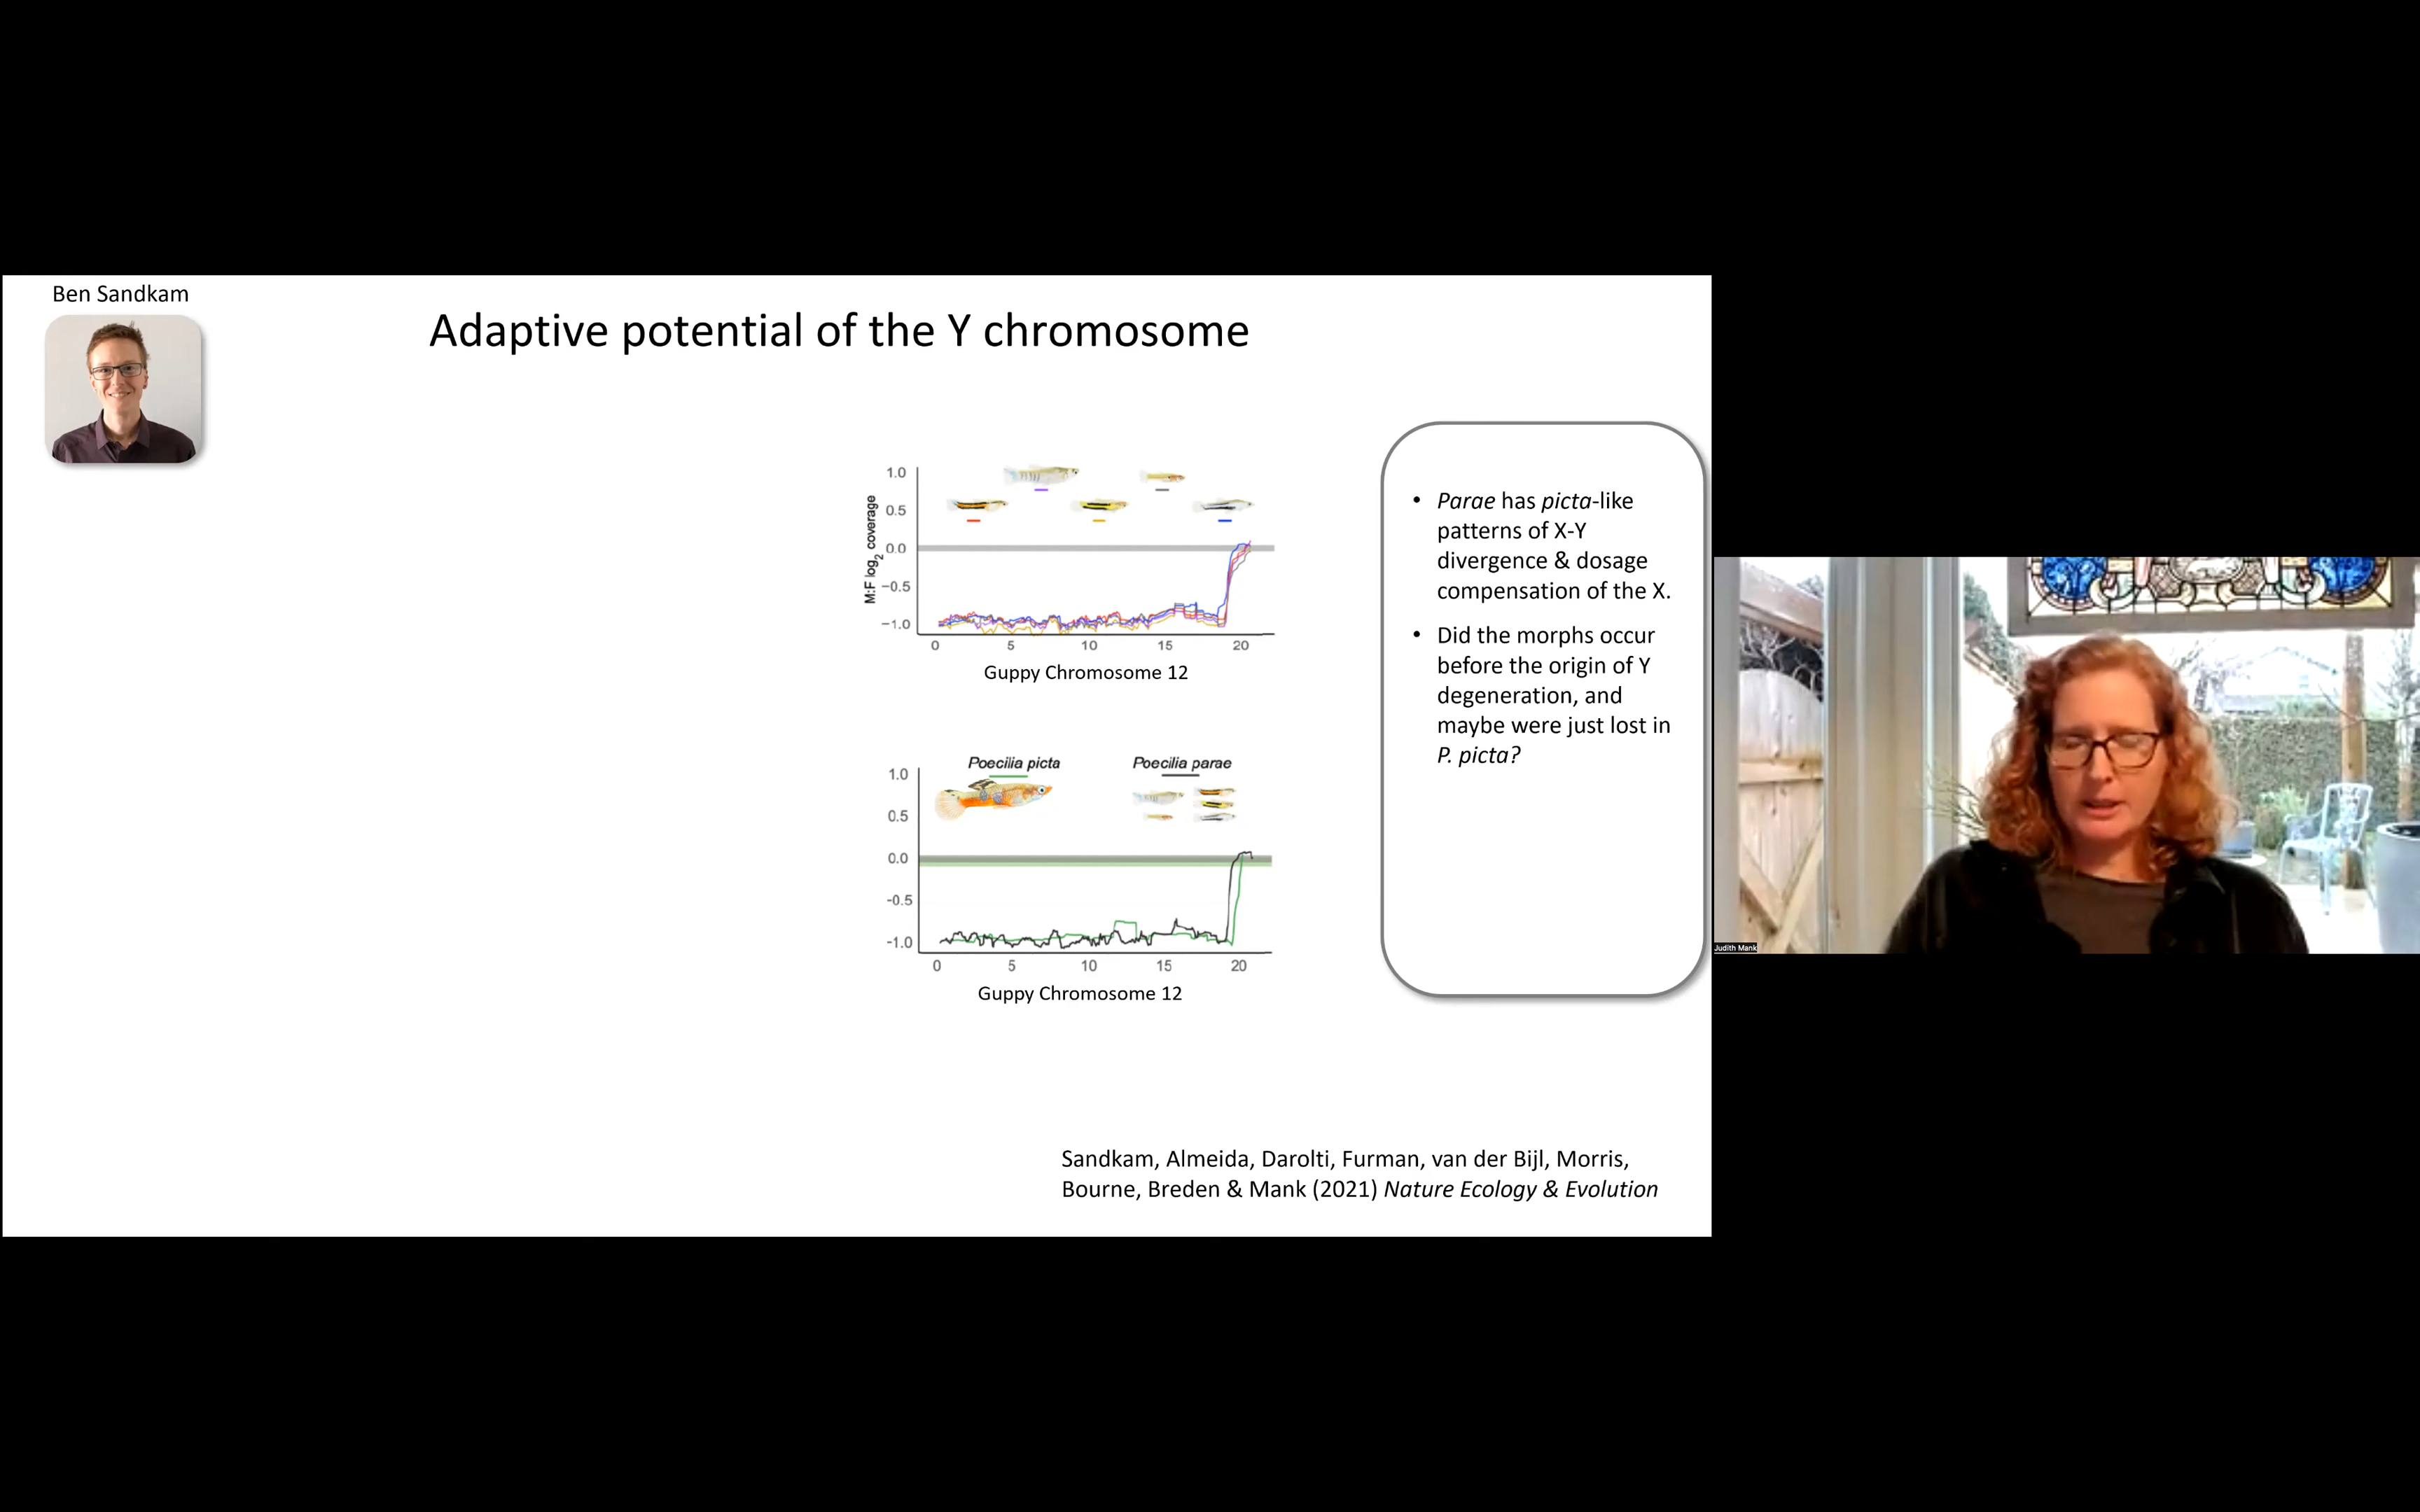 Ben Sandkam
Adaptive potential of the Y chromosome
M:F log2 coverage
1.0
0.5
0.0
−0.5
−1.0
0 5 10 15 20
Guppy Chromosome 12
Poecilia picta Poecilia parae
1.0
0.5
0.0
-0.5
-1.0
0 5 10 15 20
Guppy Chromosome 12
• Parae has picta-like
patterns of X-Y
divergence & dosage
compensation of the X.
• Did the morphs occur
before the origin of Y
degeneration, and
maybe were just lost in
P. picta?
Sandkam, Almeida, Darolti, Furman, van der Bijl, Morris,
Bourne, Breden & Mank (2021) Nature Ecology & Evolution
Judith Mank